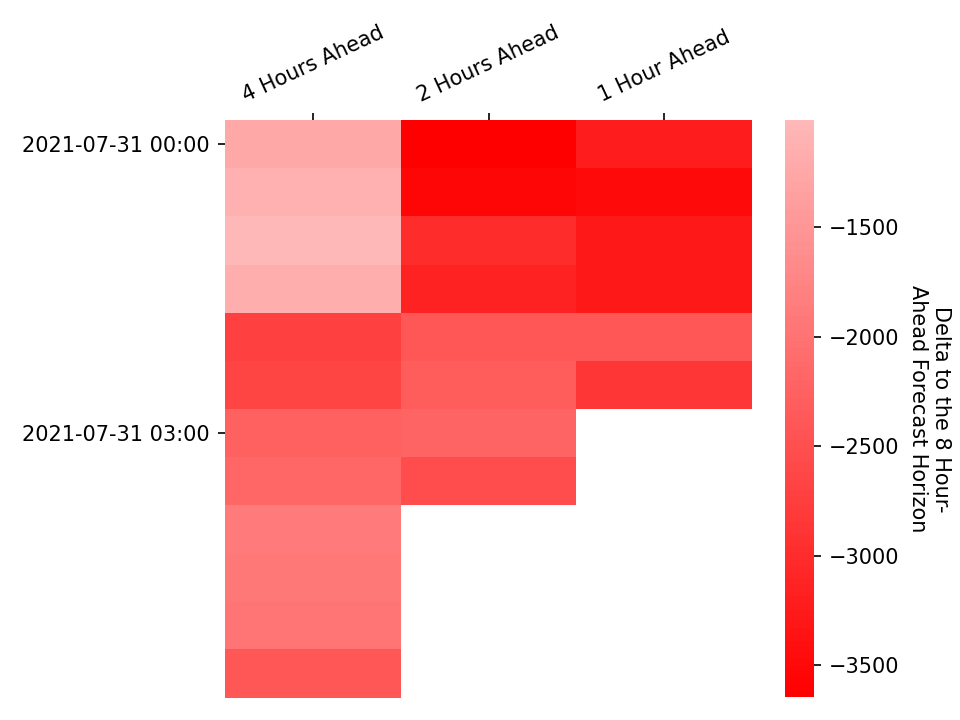 4 Hours Ahead
2 Hours Ahead
1 Hour Ahead
2021-07-31 00:00
2021-07-31 03:00
−1500
−2000
−2500
−3000
−3500
Delta to the 8 Hour-
Ahead Forecast Horizon